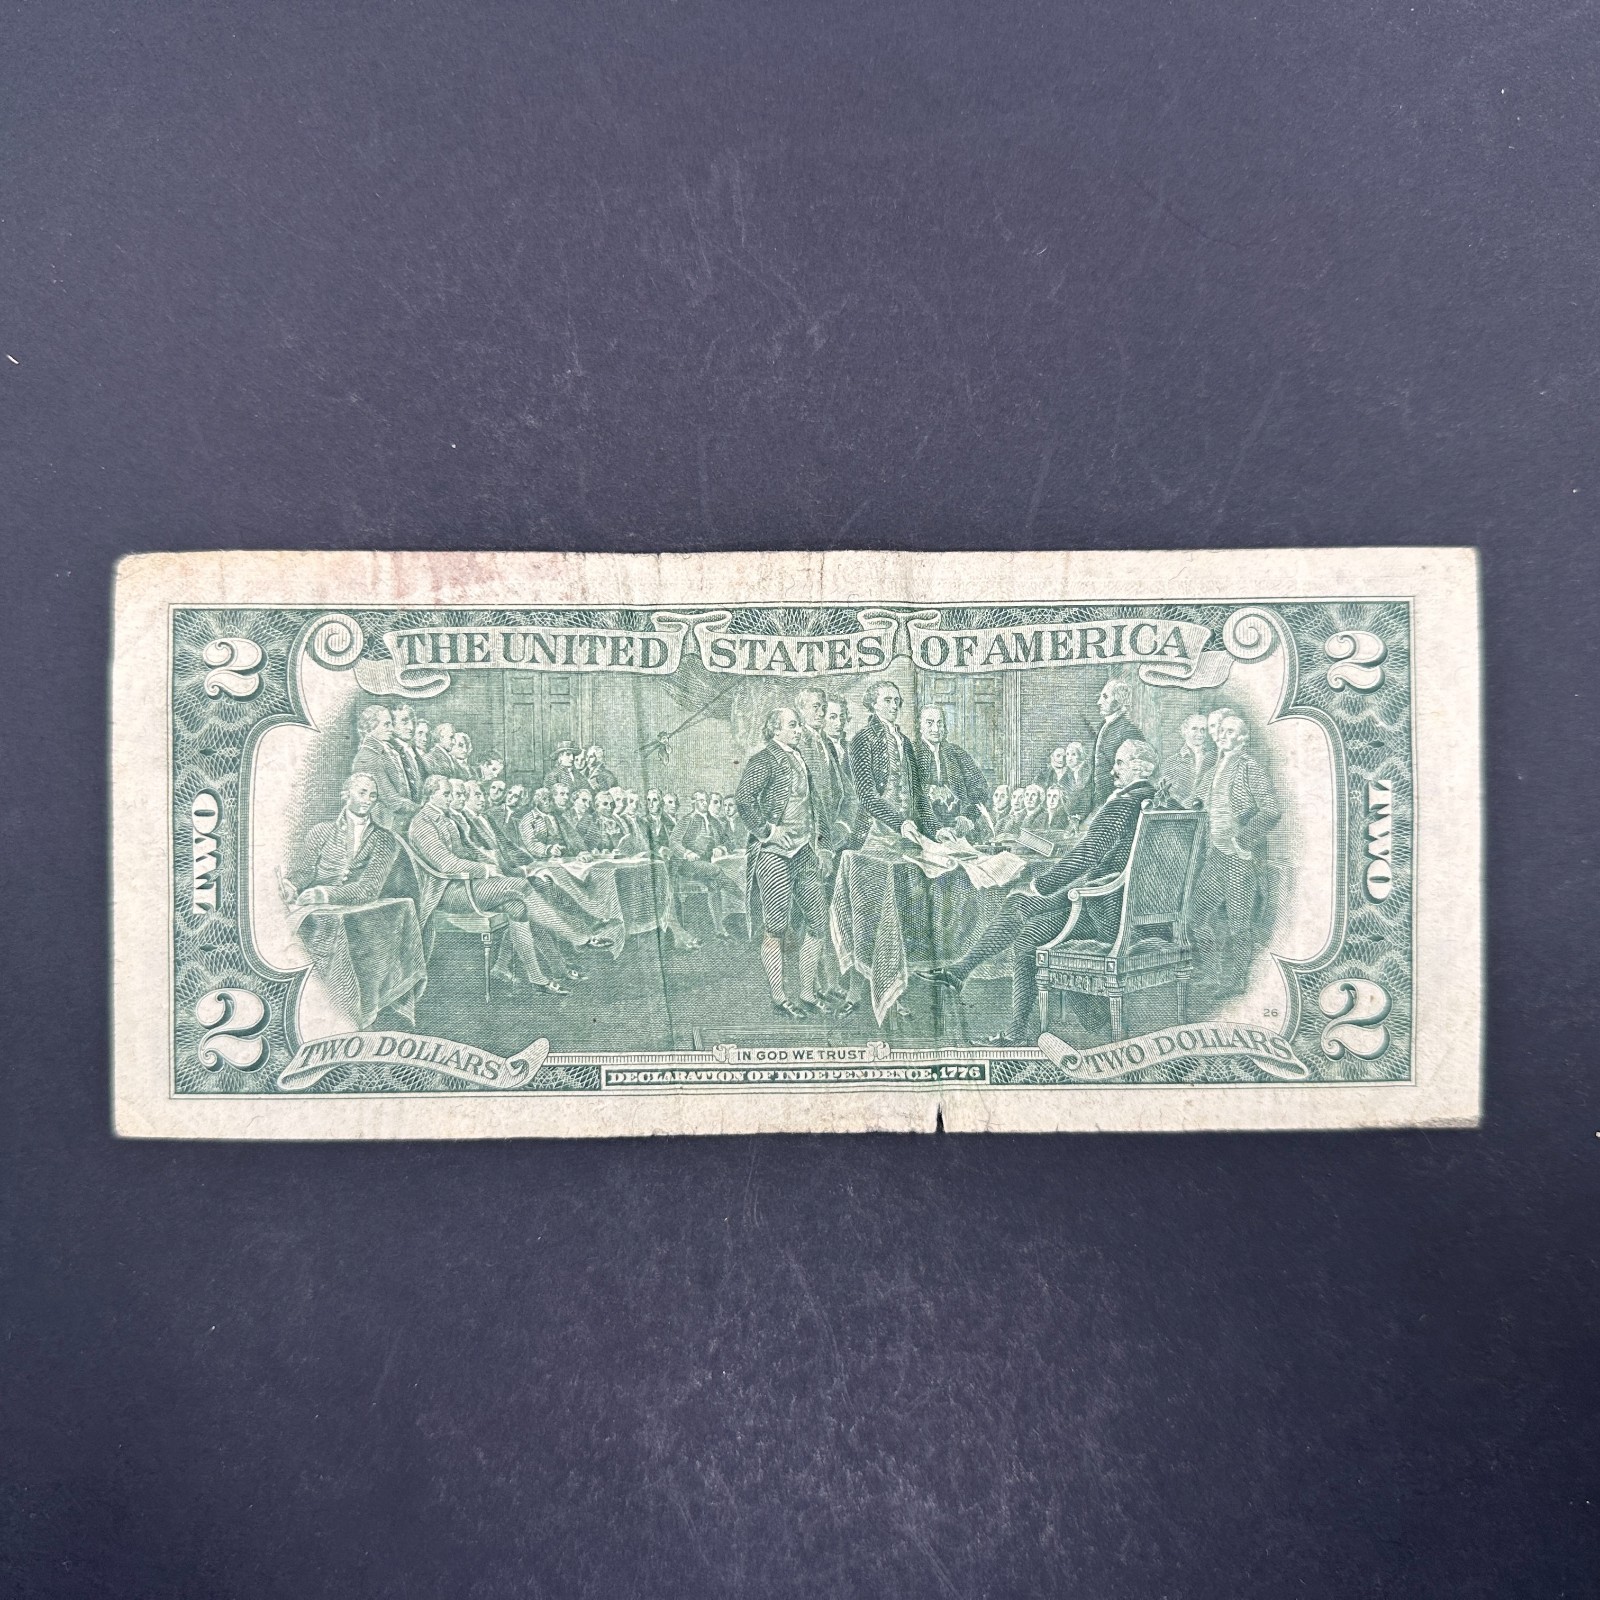 THE UNITED STATES OF AMERICA
2
2
TWO
TWO
2
2
26
TWO DOLLARS
IN GOD WE TRUST
TWO DOLLARS
DECLARATION OF INDEPENDENCE, 1776